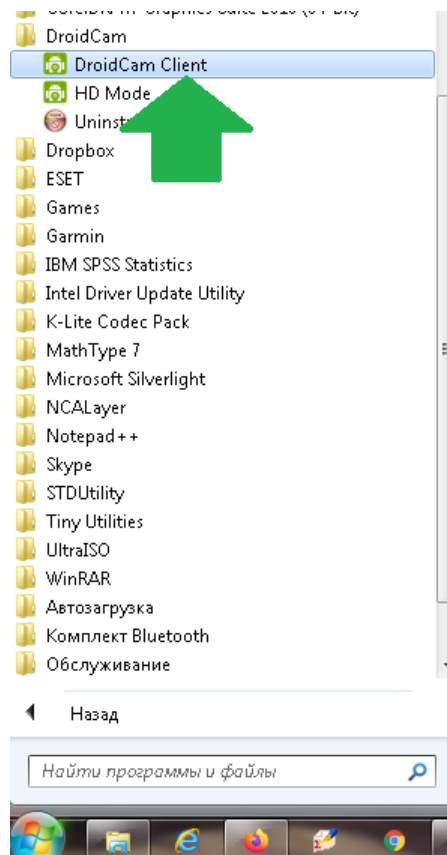 DroidCam
DroidCam Client
HD Mode
Dropbox
ESET
Games
Garmin
IBM SPSS Statistics
Intel Driver Update Utility
K-Lite Codec Pack
MathType 7
Microsoft Silverlight
NCALayer
Notepad++
Skype
STDUtility
Tiny Utilities
UltraISO
WinRAR
Автозагрузка
Комплект Bluetooth
Обслуживание
Назад
Найти программы и файлы